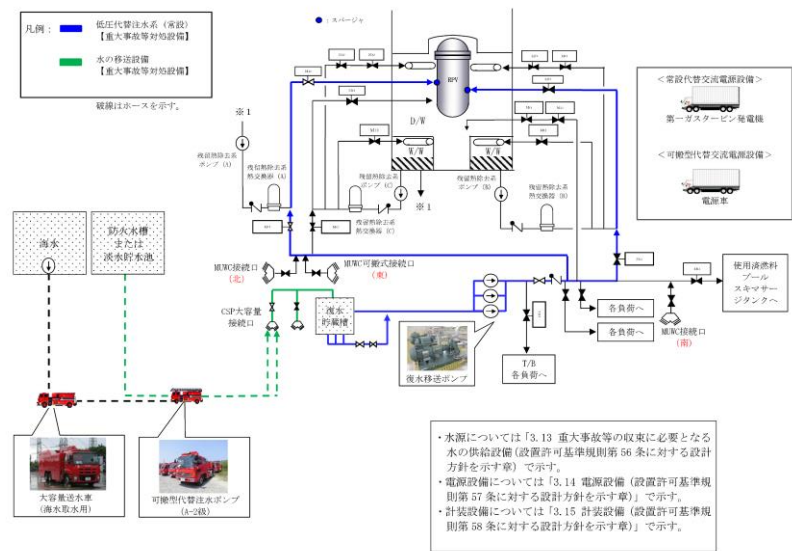 凡例：
低圧代替注水系（常設）
【重大事故等対処設備】
水の移送設備
【重大事故等対処設備】
破線はホースを示す。
●：スパージャ
RPV
D/W
W/W
W/W
※1
※1
残留熱除去系
ポンプ（A）
残留熱除去系
熱交換器（A）
残留熱除去系
ポンプ（C）
残留熱除去系
熱交換器（C）
残留熱除去系
ポンプ（B）
残留熱除去系
熱交換器（B）
＜常設代替交流電源設備＞
第一ガスタービン発電機
＜可搬型代替交流電源設備＞
電源車
海水
防火水槽
または
淡水貯水池
MUWC接続口
（北）
MUWC可搬式接続口
（東）
CSP大容量
接続口
復水
貯蔵槽
復水移送ポンプ
T/B
各負荷へ
各負荷へ
各負荷へ
MUWC接続口
（南）
使用済燃料
プール
スキマサー
ジタンクへ
大容量送水車
（海水取水用）
可搬型代替注水ポンプ
（A-2級）
・水源については「3.13 重大事故等の収束に必要となる
水の供給設備（設置許可基準規則第56条に対する設計
方針を示す章）」で示す。
・電源設備については「3.14 電源設備（設置許可基準規
則第57条に対する設計方針を示す章）」で示す。
・計装設備については「3.15 計装設備（設置許可基準規則
第58条に対する設計方針を示す章）」で示す。